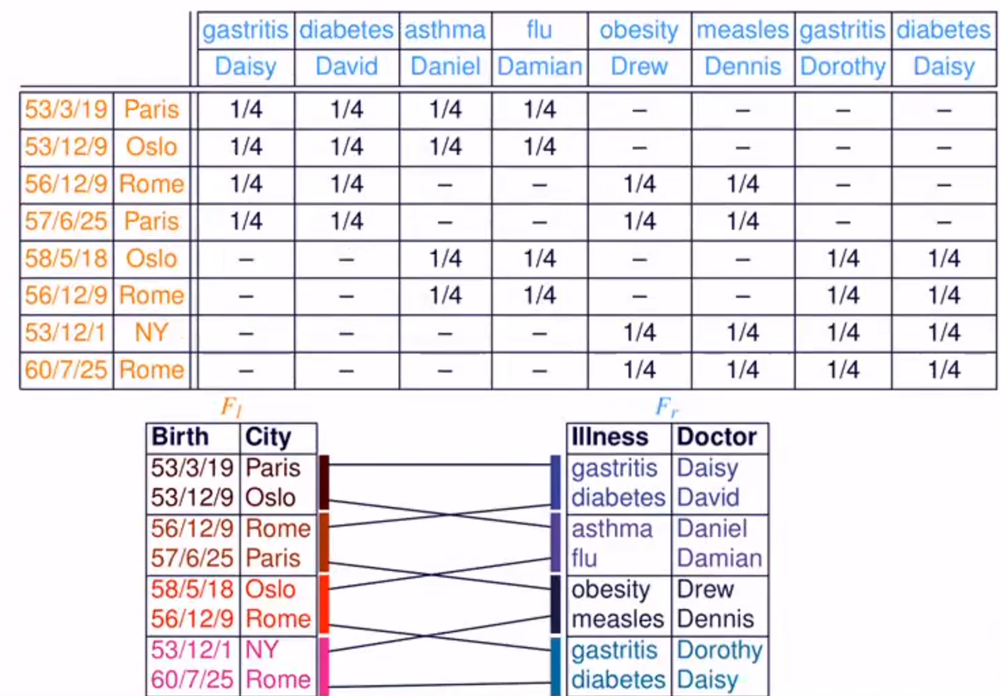 gastritis diabetes asthma flu obesity measles gastritis diabetes
Daisy David Daniel Damian Drew Dennis Dorothy Daisy
53/3/19 Paris 1/4 1/4 1/4 1/4 – – – –
53/12/9 Oslo 1/4 1/4 1/4 1/4 – – – –
56/12/9 Rome 1/4 1/4 – – 1/4 1/4 – –
57/6/25 Paris 1/4 1/4 – – 1/4 1/4 – –
58/5/18 Oslo – – 1/4 1/4 – – 1/4 1/4
56/12/9 Rome – – 1/4 1/4 – – 1/4 1/4
53/12/1 NY – – – – 1/4 1/4 1/4 1/4
60/7/25 Rome – – – – 1/4 1/4 1/4 1/4
F_l F_r
Birth City Illness Doctor
53/3/19 Paris gastritis Daisy
53/12/9 Oslo diabetes David
56/12/9 Rome asthma Daniel
57/6/25 Paris flu Damian
58/5/18 Oslo obesity Drew
56/12/9 Rome measles Dennis
53/12/1 NY gastritis Dorothy
60/7/25 Rome diabetes Daisy